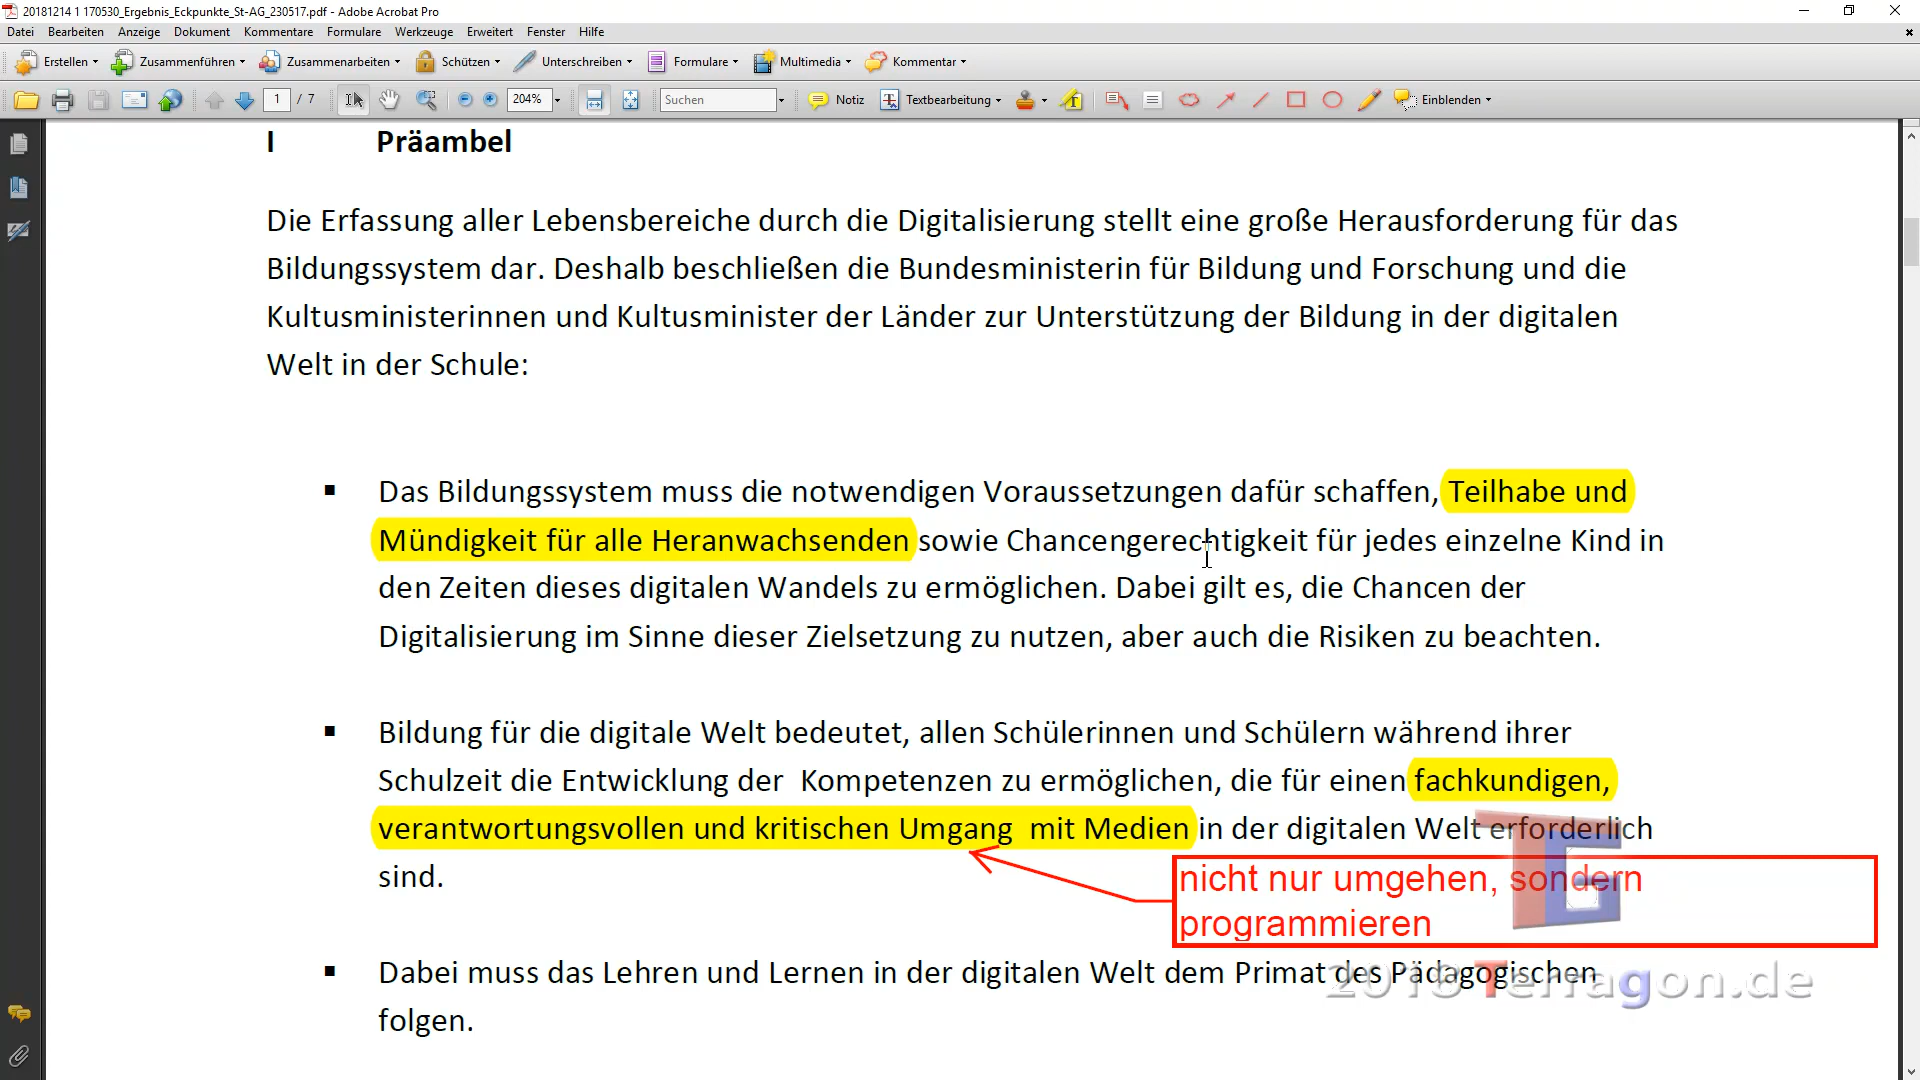 20181214 1 170530_Ergebnis_Eckpunkte_St-AG_230517.pdf - Adobe Acrobat Pro
Datei Bearbeiten Anzeige Dokument Kommentare Formulare Werkzeuge Erweitert Fenster Hilfe
Erstellen Zusammenführen Zusammenarbeiten Schützen Unterschreiben Formulare Multimedia Kommentar
1 / 7 204% Suchen Notiz Textbearbeitung Einblenden
I Präambel
Die Erfassung aller Lebensbereiche durch die Digitalisierung stellt eine große Herausforderung für das
Bildungssystem dar. Deshalb beschließen die Bundesministerin für Bildung und Forschung und die
Kultusministerinnen und Kultusminister der Länder zur Unterstützung der Bildung in der digitalen
Welt in der Schule:
▪ Das Bildungssystem muss die notwendigen Voraussetzungen dafür schaffen, Teilhabe und
Mündigkeit für alle Heranwachsenden sowie Chancengerechtigkeit für jedes einzelne Kind in
den Zeiten dieses digitalen Wandels zu ermöglichen. Dabei gilt es, die Chancen der
Digitalisierung im Sinne dieser Zielsetzung zu nutzen, aber auch die Risiken zu beachten.
▪ Bildung für die digitale Welt bedeutet, allen Schülerinnen und Schülern während ihrer
Schulzeit die Entwicklung der Kompetenzen zu ermöglichen, die für einen fachkundigen,
verantwortungsvollen und kritischen Umgang mit Medien in der digitalen Welt erforderlich
sind.
nicht nur umgehen, sondern
programmieren
TG
▪ Dabei muss das Lehren und Lernen in der digitalen Welt dem Primat des Pädagogischen
folgen.
2018 Terragon.de